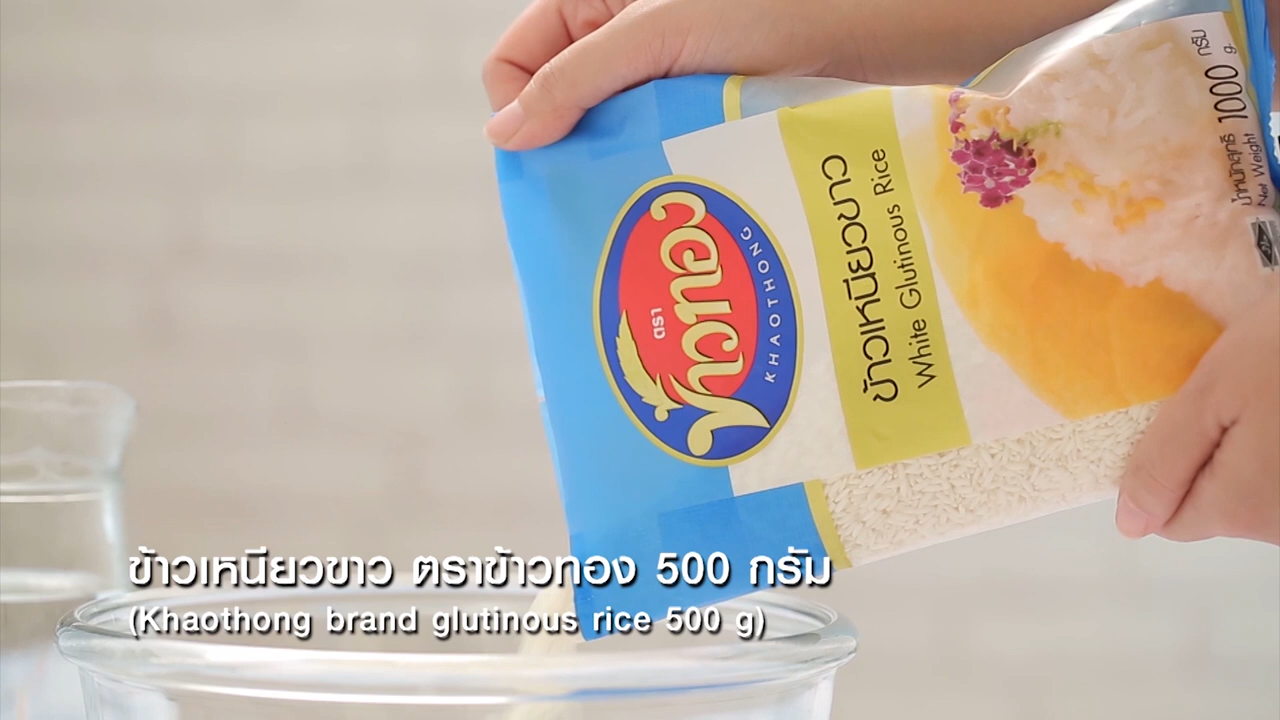 ตรา
ข้าวทอง
KHAOTHONG
ข้าวเหนียวขาว
White Glutinous Rice
น้ำหนักสุทธิ 1000 กรัม
Net Weight g.
ข้าวเหนียวขาว ตราข้าวทอง 500 กรัม
(Khaothong brand glutinous rice 500 g)